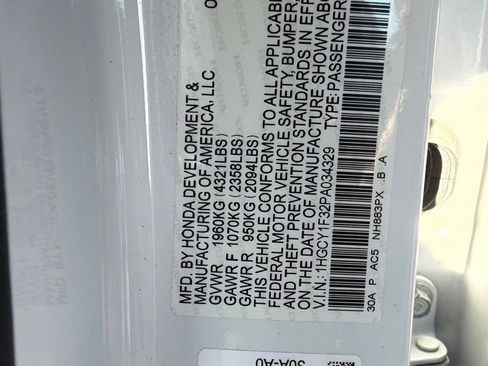 MFD. BY HONDA DEVELOPMENT &
MANUFACTURING OF AMERICA, LLC
GVWR 1960KG (4321LBS)
GAWR F 1070KG (2358LBS)
GAWR R 950KG (2094LBS)
THIS VEHICLE CONFORMS TO ALL APPLICABLE
FEDERAL MOTOR VEHICLE SAFETY, BUMPER,
AND THEFT PREVENTION STANDARDS IN EFF
ON THE DATE OF MANUFACTURE SHOWN ABO
V.I.N.: 1HGCY1F32PA034329 TYPE: PASSENGER
30A P AC5 NH883PX .B A
30A-A0